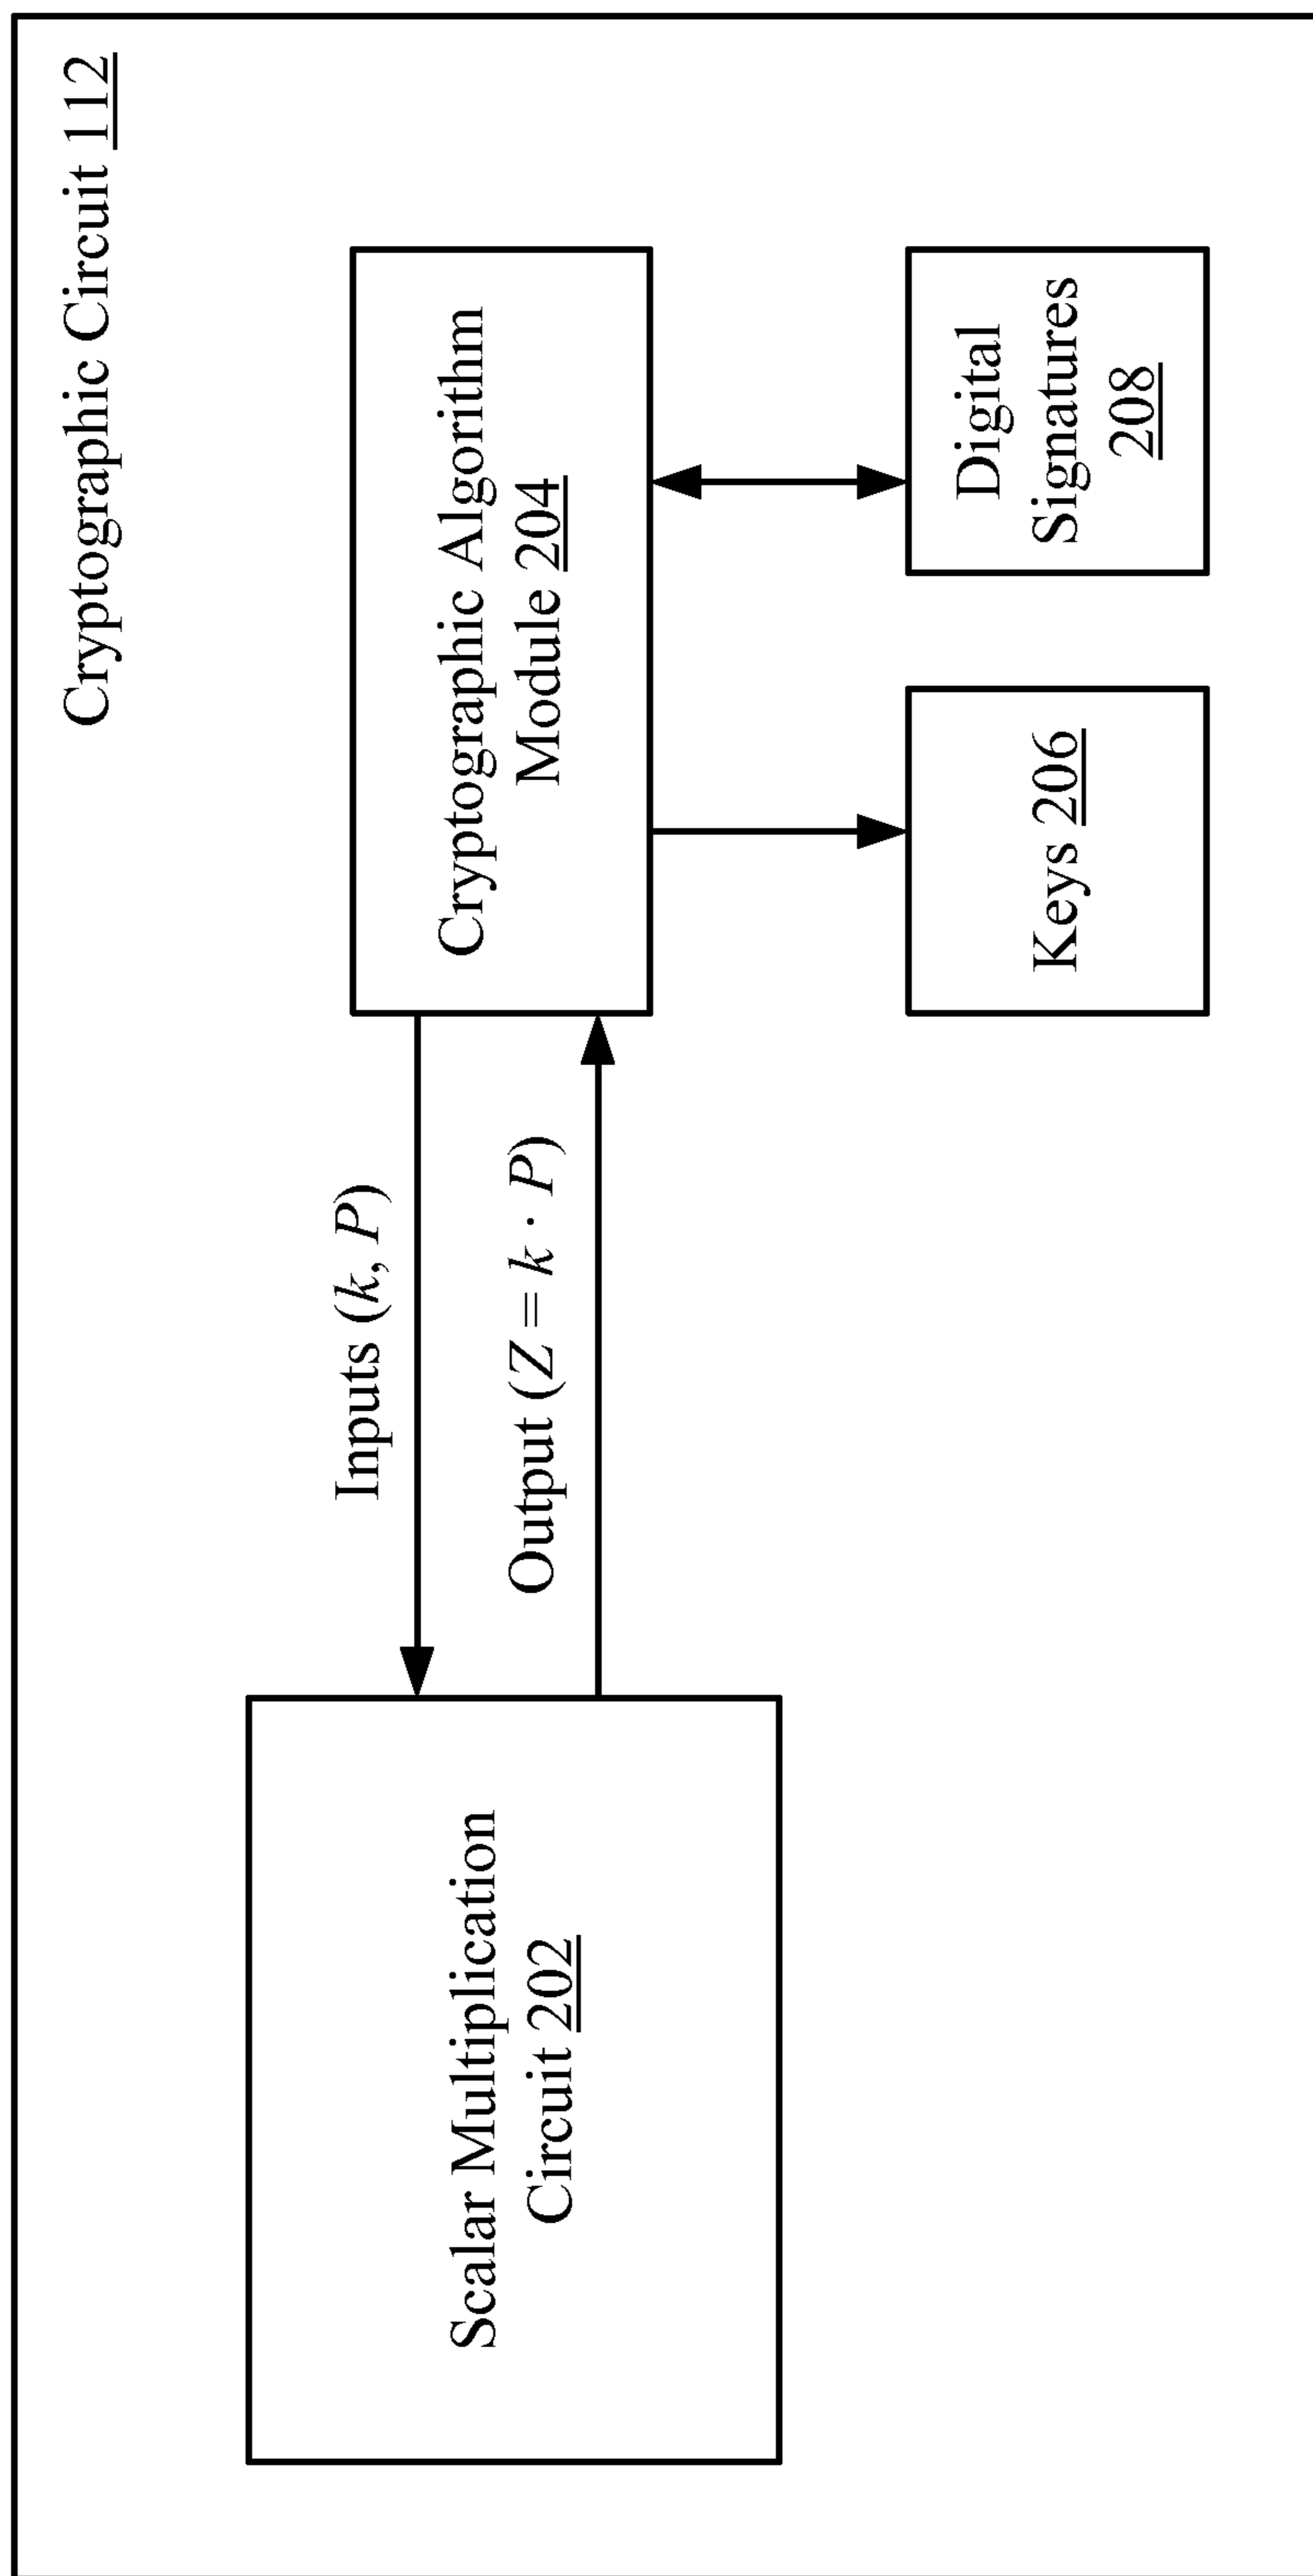 Cryptographic Circuit 112
Scalar Multiplication
Circuit 202
Inputs (k, P)
Output (Z = k · P)
Cryptographic Algorithm
Module 204
Keys 206
Digital
Signatures
208